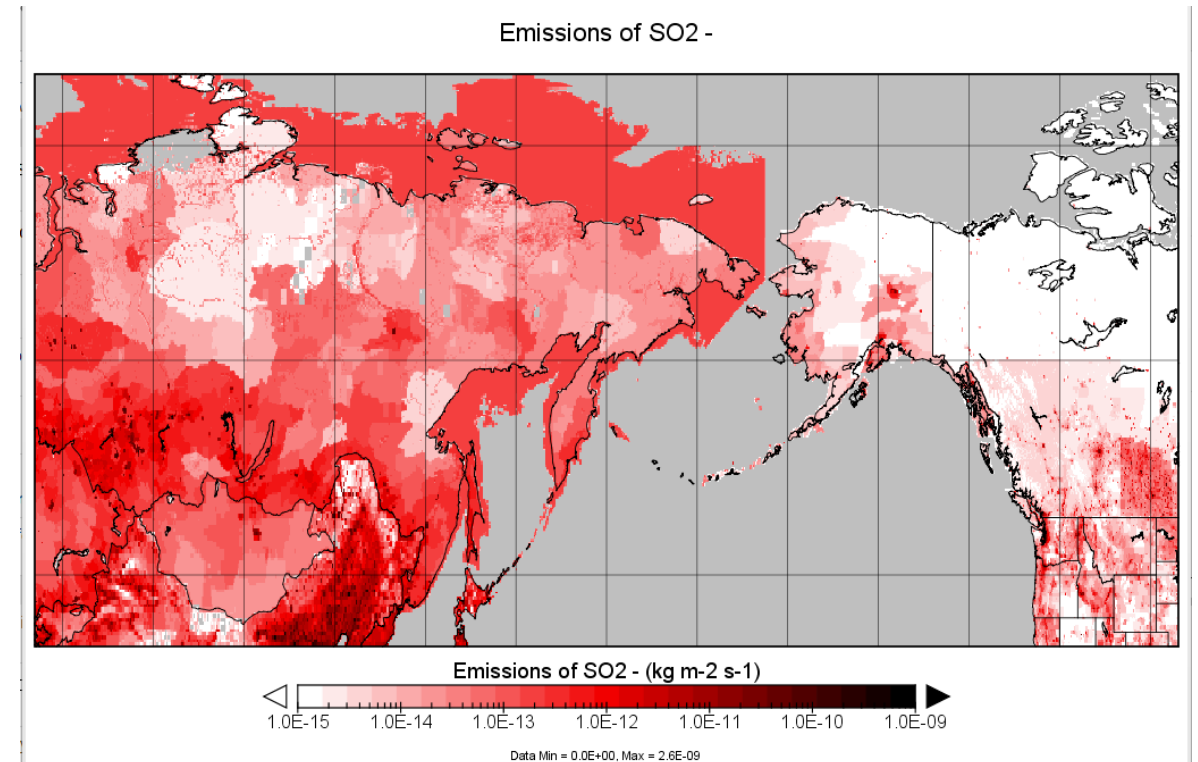 Emissions of SO2 -
Emissions of SO2 - (kg m-2 s-1)
1.0E-15 1.0E-14 1.0E-13 1.0E-12 1.0E-11 1.0E-10 1.0E-09
Data Min = 0.0E+00, Max = 2.6E-09